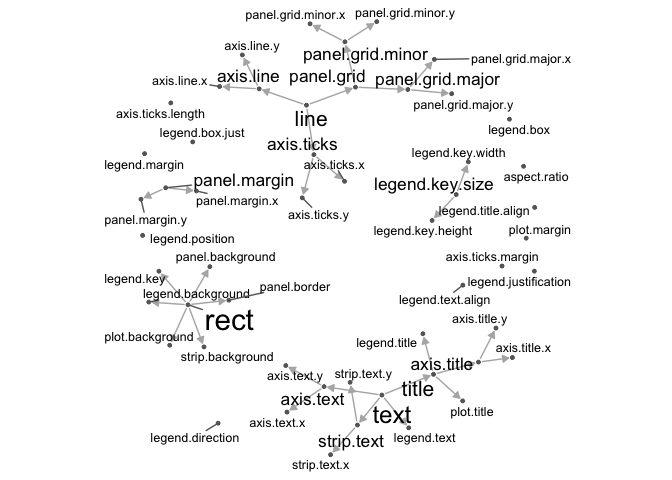 panel.grid.minor.x
panel.grid.minor.y
axis.line.y
panel.grid.minor
panel.grid.major.x
axis.line.x
axis.line
panel.grid
panel.grid.major
panel.grid.major.y
axis.ticks.length
line
legend.box
legend.box.just
axis.ticks
legend.key.width
legend.margin
axis.ticks.x
aspect.ratio
panel.margin
legend.key.size
panel.margin.x
panel.margin.y
axis.ticks.y
legend.title.align
legend.key.height
plot.margin
legend.position
panel.background
axis.ticks.margin
legend.key
legend.background
panel.border
legend.justification
legend.text.align
rect
axis.title.y
plot.background
legend.title
axis.title.x
strip.background
axis.title
axis.text.y
strip.text.y
title
axis.text
plot.title
axis.text.x
text
legend.direction
strip.text
legend.text
strip.text.x